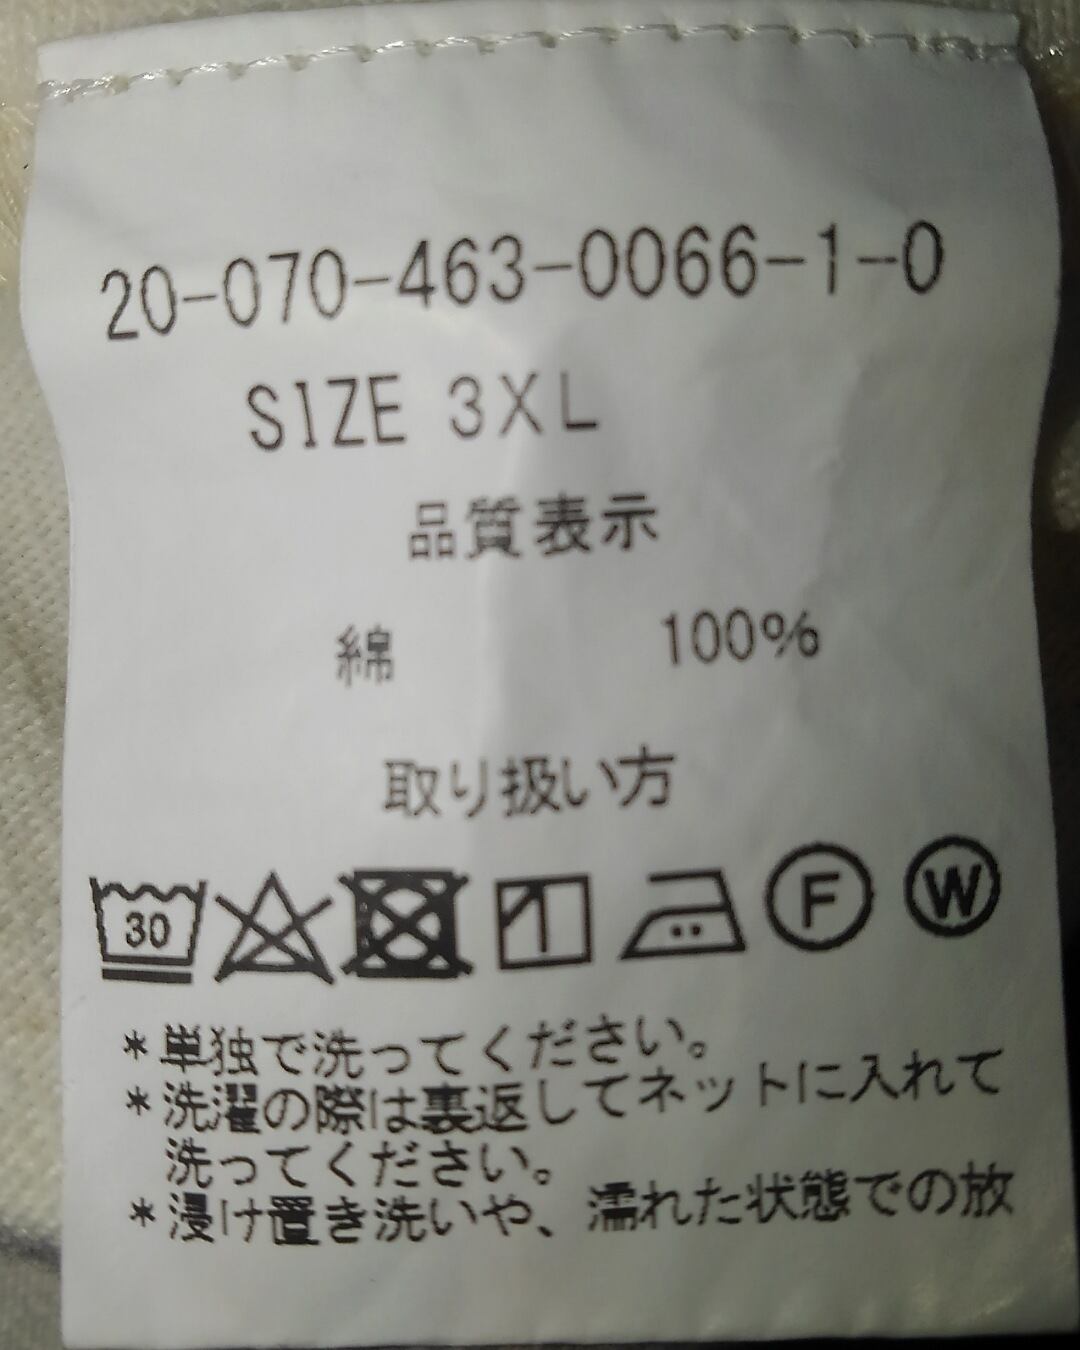 20-070-463-0066-1-0
SIZE 3XL
品質表示
綿 100%
取り扱い方
30 F W
*単独で洗ってください。
*洗濯の際は裏返してネットに入れて
洗ってください。
*浸け置き洗いや、濡れた状態での放